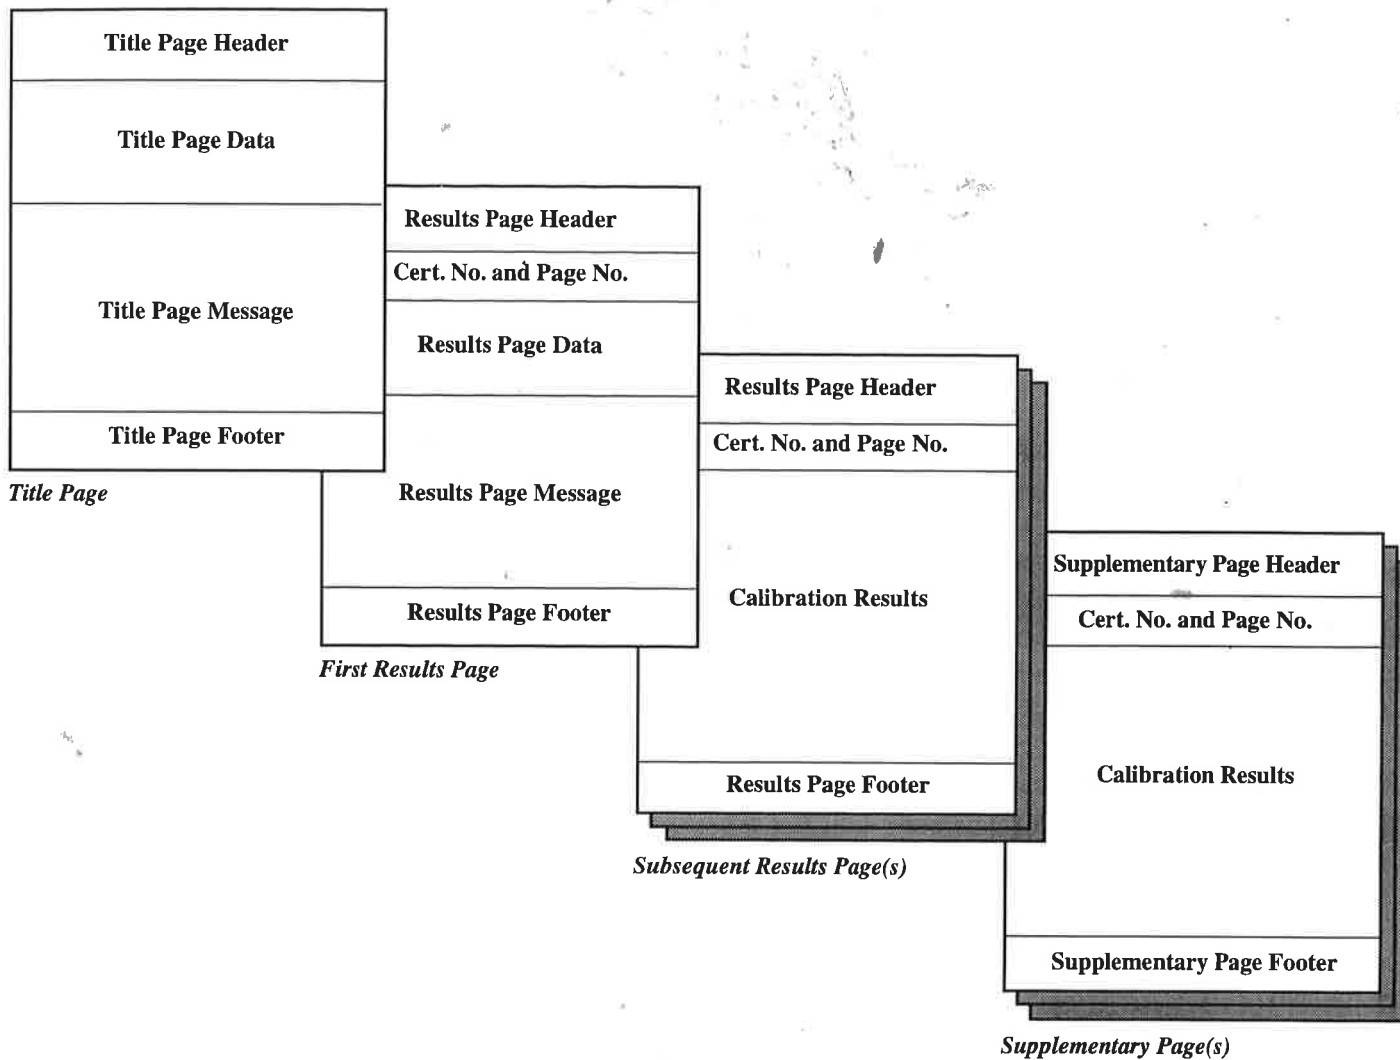 Title Page Header
Title Page Data
Title Page Message
Title Page Footer
Title Page
Results Page Header
Cert. No. and Page No.
Results Page Data
Results Page Message
Results Page Footer
First Results Page
Results Page Header
Cert. No. and Page No.
Calibration Results
Results Page Footer
Subsequent Results Page(s)
Supplementary Page Header
Cert. No. and Page No.
Calibration Results
Supplementary Page Footer
Supplementary Page(s)